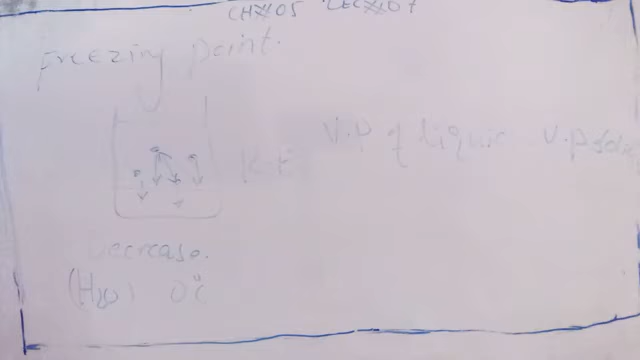 CH#05 LEC#07
Freezing point.
K.E V.P of liquid V.P solid
Decrease.
(H₂O) 0°C